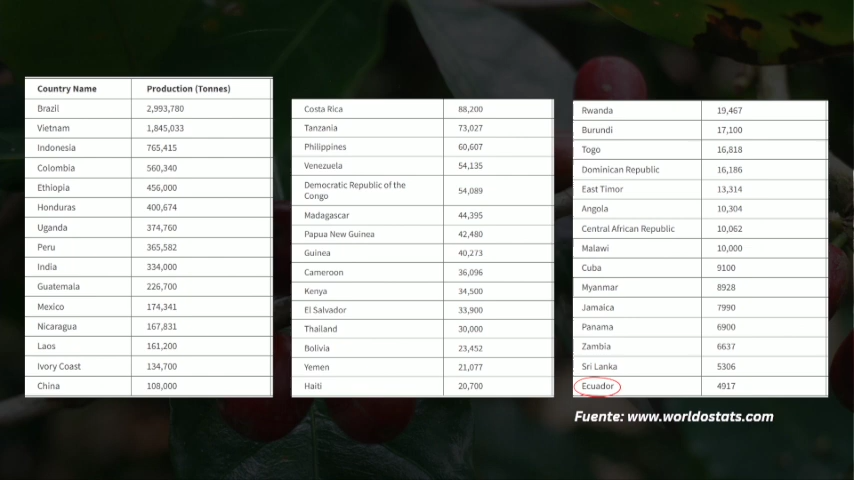 Country Name Production (Tonnes)
Brazil 2,993,780
Vietnam 1,845,033
Indonesia 765,415
Colombia 560,340
Ethiopia 456,000
Honduras 400,674
Uganda 374,760
Peru 365,582
India 334,000
Guatemala 226,700
Mexico 174,341
Nicaragua 167,831
Laos 161,200
Ivory Coast 134,700
China 108,000
Costa Rica 88,200
Tanzania 73,027
Philippines 60,607
Venezuela 54,135
Democratic Republic of the
Congo 54,089
Madagascar 44,395
Papua New Guinea 42,480
Guinea 40,273
Cameroon 36,096
Kenya 34,500
El Salvador 33,900
Thailand 30,000
Bolivia 23,452
Yemen 21,077
Haiti 20,700
Rwanda 19,467
Burundi 17,100
Togo 16,818
Dominican Republic 16,186
East Timor 13,314
Angola 10,304
Central African Republic 10,062
Malawi 10,000
Cuba 9100
Myanmar 8928
Jamaica 7990
Panama 6900
Zambia 6637
Sri Lanka 5306
Ecuador 4917
Fuente: www.worldostats.com